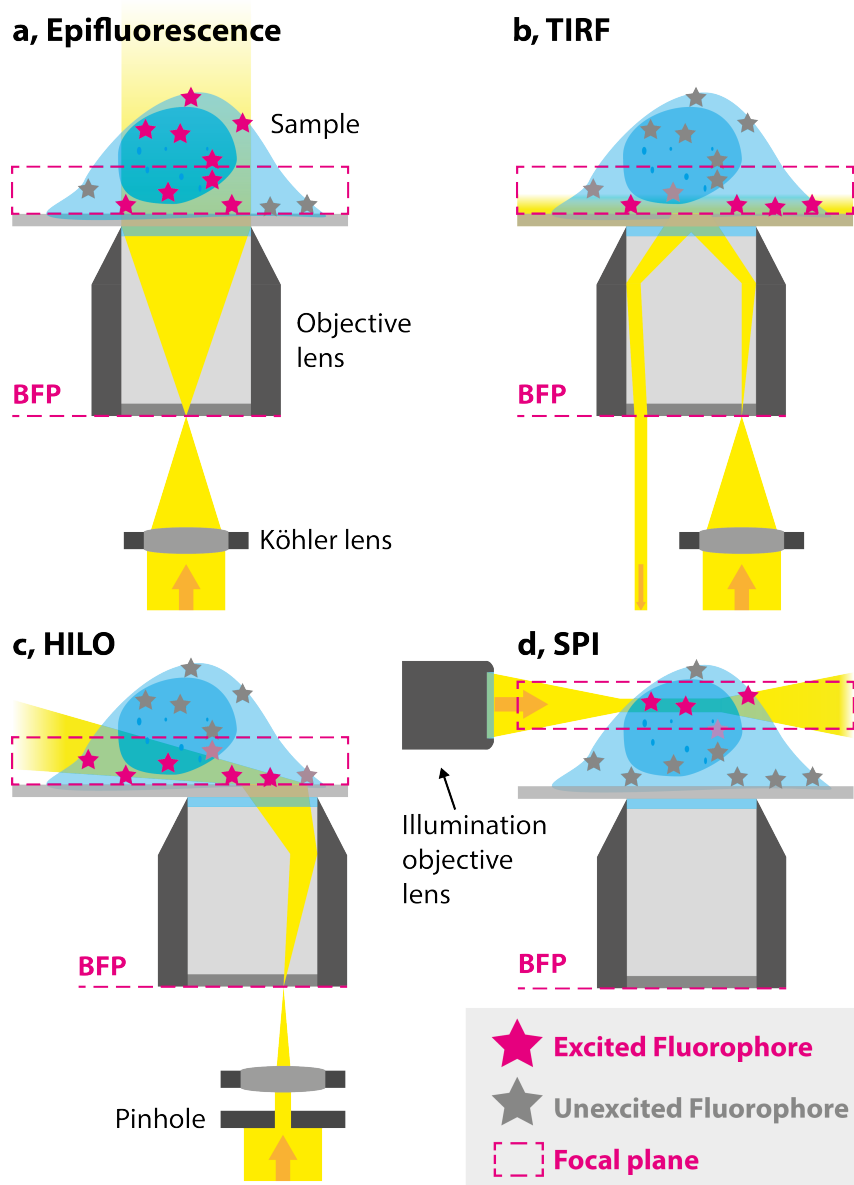 a, Epifluorescence
b, TIRF
Sample
Objective
lens
BFP
BFP
Köhler lens
c, HILO
d, SPI
Illumination
objective
lens
BFP
BFP
Pinhole
Excited Fluorophore
Unexcited Fluorophore
Focal plane